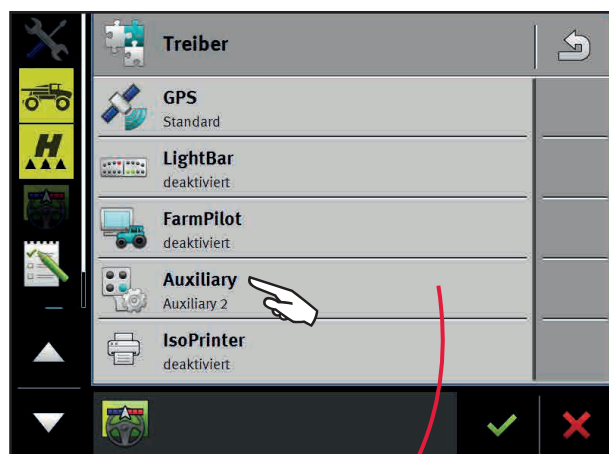 Treiber
GPS
Standard
H
LightBar
deaktiviert
FarmPilot
deaktiviert
Auxiliary
Auxiliary 2
IsoPrinter
deaktiviert